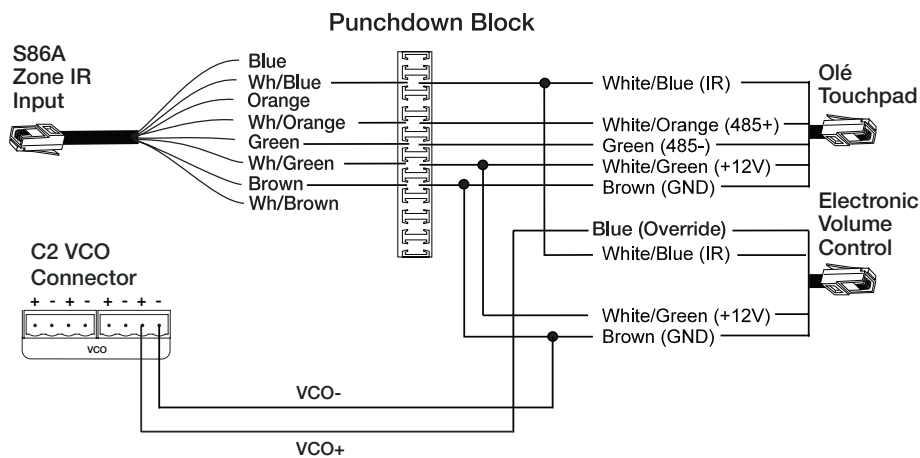 Punchdown Block
S86A
Zone IR
Input
Blue
Wh/Blue
Orange
Wh/Orange
Green
Wh/Green
Brown
Wh/Brown
White/Blue (IR)
White/Orange (485+)
Green (485-)
White/Green (+12V)
Brown (GND)
Olé
Touchpad
Blue (Override)
White/Blue (IR)
White/Green (+12V)
Brown (GND)
Electronic
Volume
Control
C2 VCO
Connector
+ - + - + - + -
VCO
VCO-
VCO+